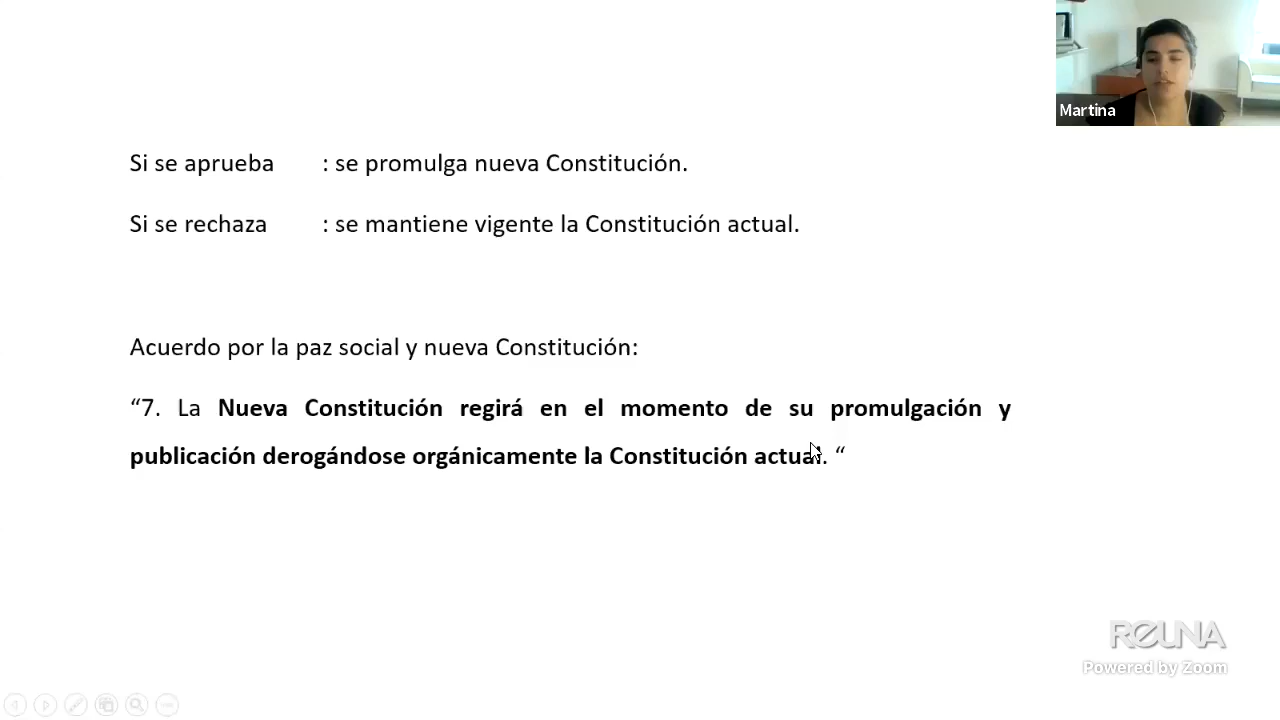 Martina
Si se aprueba : se promulga nueva Constitución.
Si se rechaza : se mantiene vigente la Constitución actual.
Acuerdo por la paz social y nueva Constitución:
“7. La Nueva Constitución regirá en el momento de su promulgación y
publicación derogándose orgánicamente la Constitución actual. “
REUNA
Powered by Zoom